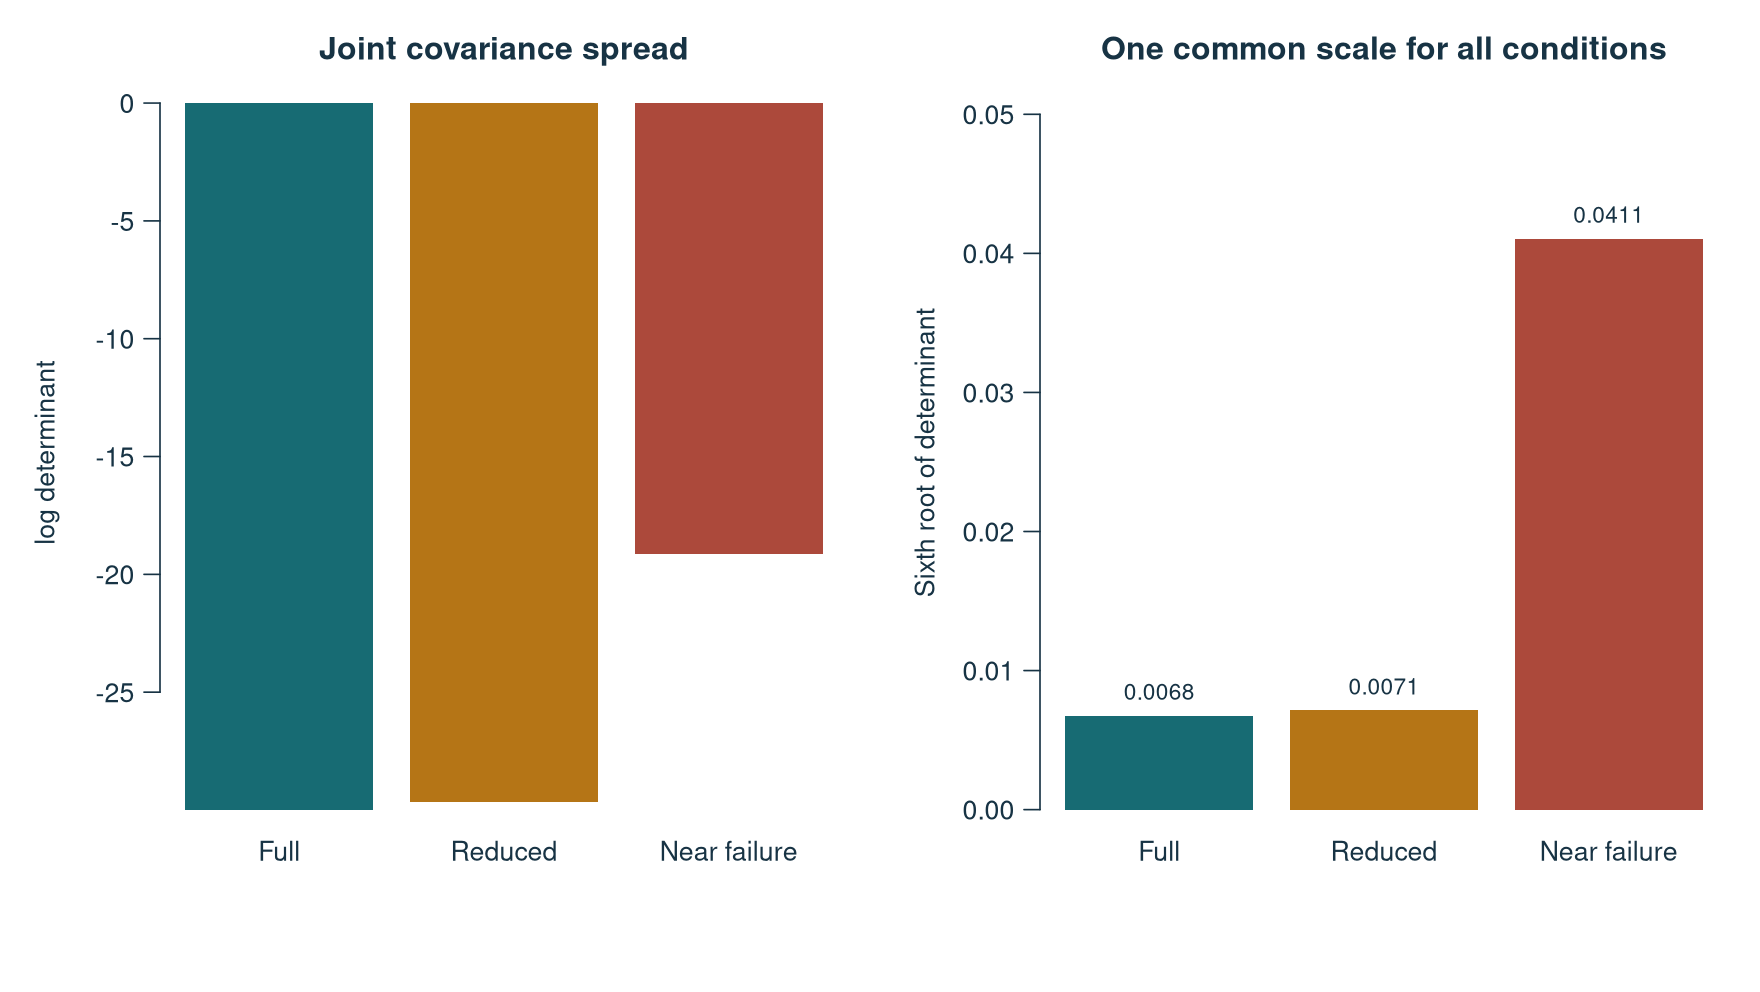 Joint covariance spread
log determinant
0
-5
-10
-15
-20
-25
Full
Reduced
Near failure
One common scale for all conditions
Sixth root of determinant
0.05
0.04
0.03
0.02
0.01
0.00
0.0068
0.0071
0.0411
Full
Reduced
Near failure